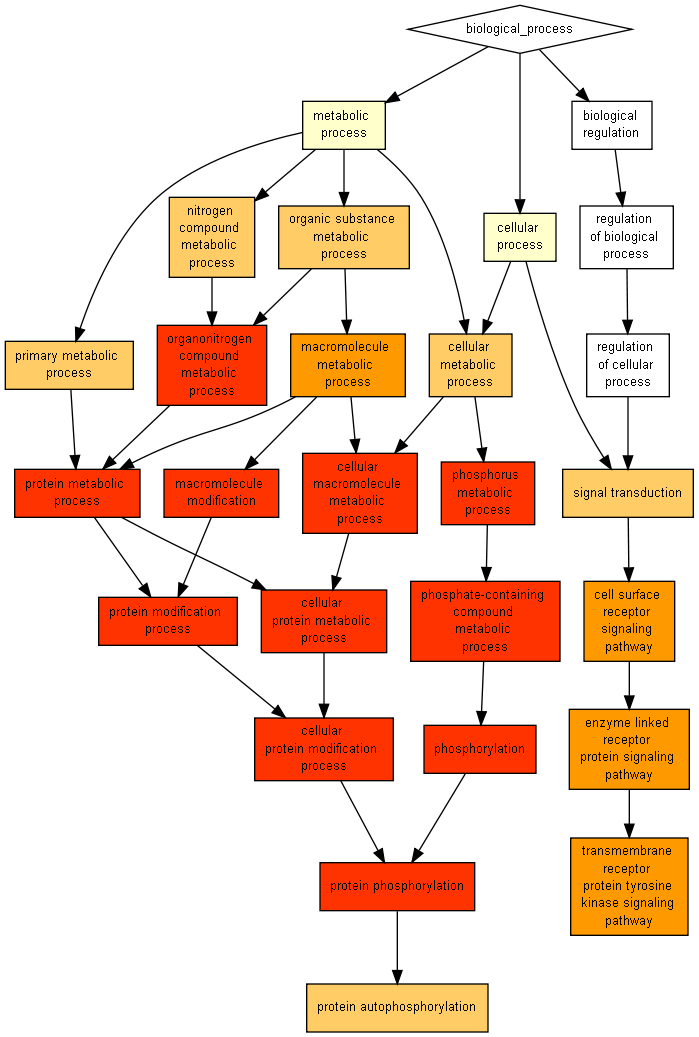 biological_process
metabolic
process
biological
regulation
nitrogen
compound
metabolic
process
organic substance
metabolic
process
cellular
process
regulation
of biological
process
primary metabolic
process
organonitrogen
compound
metabolic
process
macromolecule
metabolic
process
cellular
metabolic
process
regulation
of cellular
process
protein metabolic
process
macromolecule
modification
cellular
macromolecule
metabolic
process
phosphorus
metabolic
process
signal transduction
protein modification
process
cellular
protein metabolic
process
phosphate-containing
compound
metabolic
process
cell surface
receptor
signaling
pathway
cellular
protein modification
process
phosphorylation
enzyme linked
receptor
protein signaling
pathway
protein phosphorylation
transmembrane
receptor
protein tyrosine
kinase signaling
pathway
protein autophosphorylation